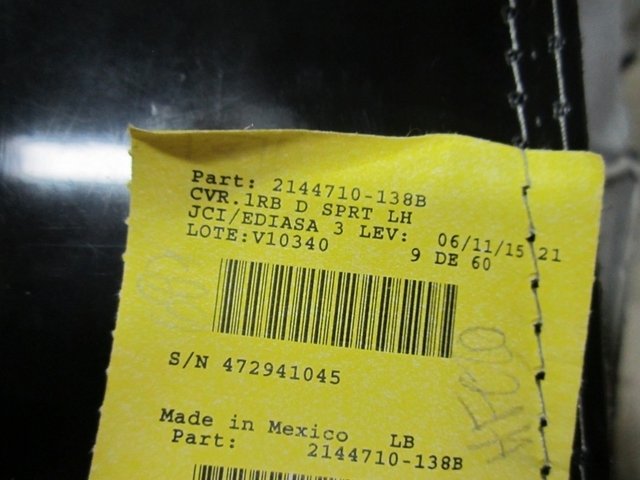 Part: 2144710-138B
CVR.1RB D SPRT LH
JCI/EDIASA 3 LEV: 06/11/15 21
LOTE:V10340 9 DE 60
S/N 472941045
Made in Mexico LB
Part: 2144710-138B